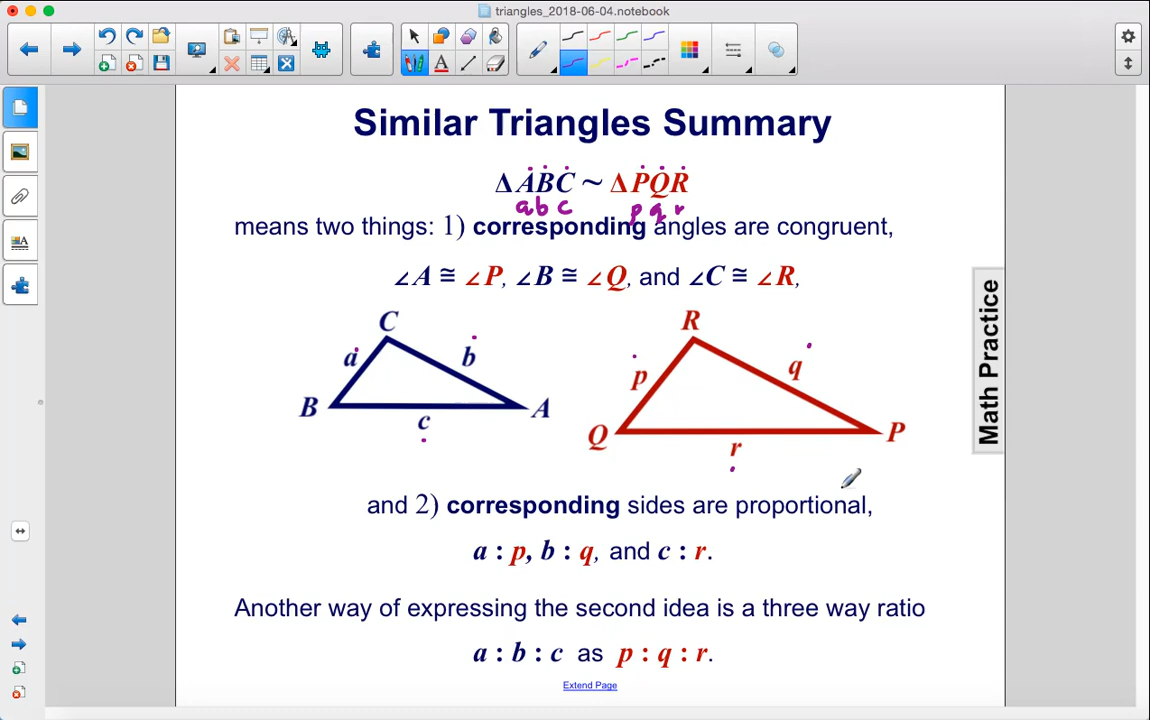 triangles_2018-06-04.notebook
Similar Triangles Summary
Δ ABC ~ Δ PQR
a b c p q r
means two things: 1) corresponding angles are congruent,
∠A ≅ ∠P, ∠B ≅ ∠Q, and ∠C ≅ ∠R,
C
a
b
B
c
A
R
p
q
Q
r
P
Math Practice
and 2) corresponding sides are proportional,
a : p, b : q, and c : r.
Another way of expressing the second idea is a three way ratio
a : b : c as p : q : r.
Extend Page